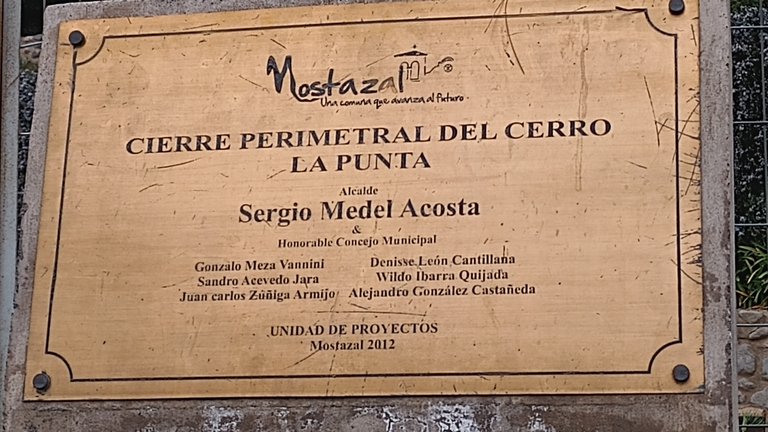 Mostazal
Una comuna que avanza al futuro
CIERRE PERIMETRAL DEL CERRO
LA PUNTA
Alcalde
Sergio Medel Acosta
&
Honorable Concejo Municipal
Gonzalo Meza Vannini Denisse León Cantillana
Sandro Acevedo Jara Wildo Ibarra Quijada
Juan carlos Zúñiga Armijo Alejandro González Castañeda
UNIDAD DE PROYECTOS
Mostazal 2012